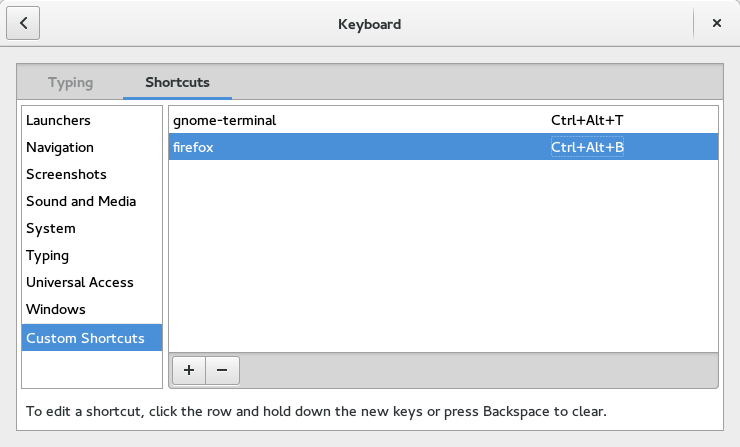 Keyboard
Typing Shortcuts
Launchers
Navigation
Screenshots
Sound and Media
System
Typing
Universal Access
Windows
Custom Shortcuts
gnome-terminal Ctrl+Alt+T
firefox Ctrl+Alt+B
To edit a shortcut, click the row and hold down the new keys or press Backspace to clear.